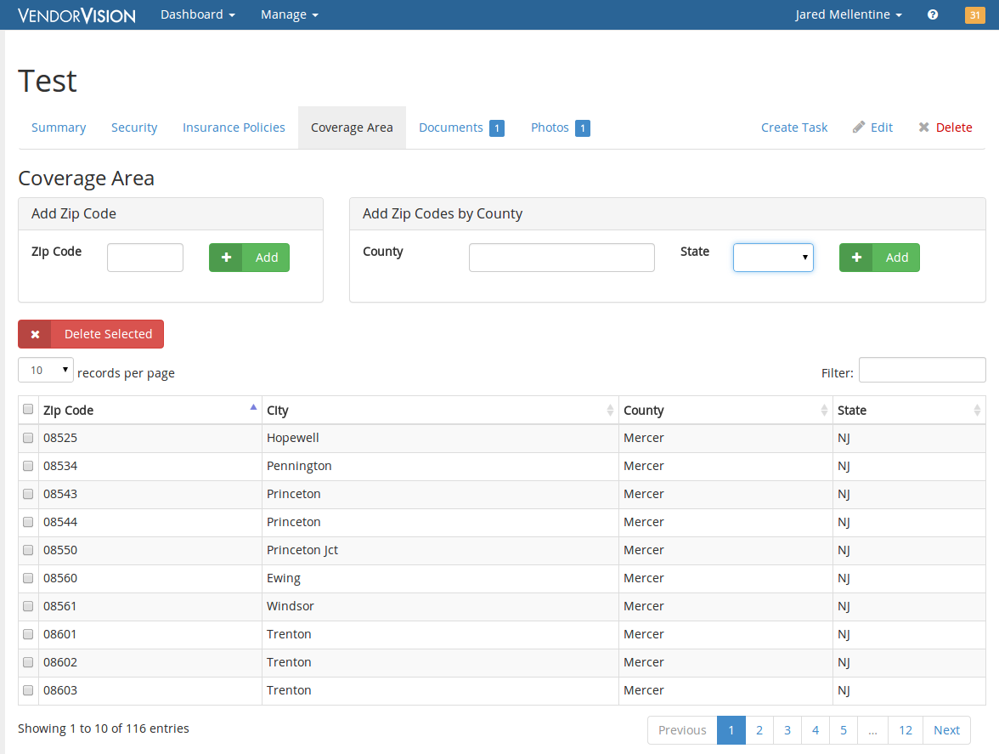 VENDORVISION Dashboard Manage Jared Mellentine 31
Test
Summary Security Insurance Policies Coverage Area Documents 1 Photos 1 Create Task Edit Delete
Coverage Area
Add Zip Code
Zip Code Add
Add Zip Codes by County
County State Add
Delete Selected
10 records per page Filter:
Zip Code City County State
08525 Hopewell Mercer NJ
08534 Pennington Mercer NJ
08543 Princeton Mercer NJ
08544 Princeton Mercer NJ
08550 Princeton Jct Mercer NJ
08560 Ewing Mercer NJ
08561 Windsor Mercer NJ
08601 Trenton Mercer NJ
08602 Trenton Mercer NJ
08603 Trenton Mercer NJ
Showing 1 to 10 of 116 entries Previous 1 2 3 4 5 ... 12 Next